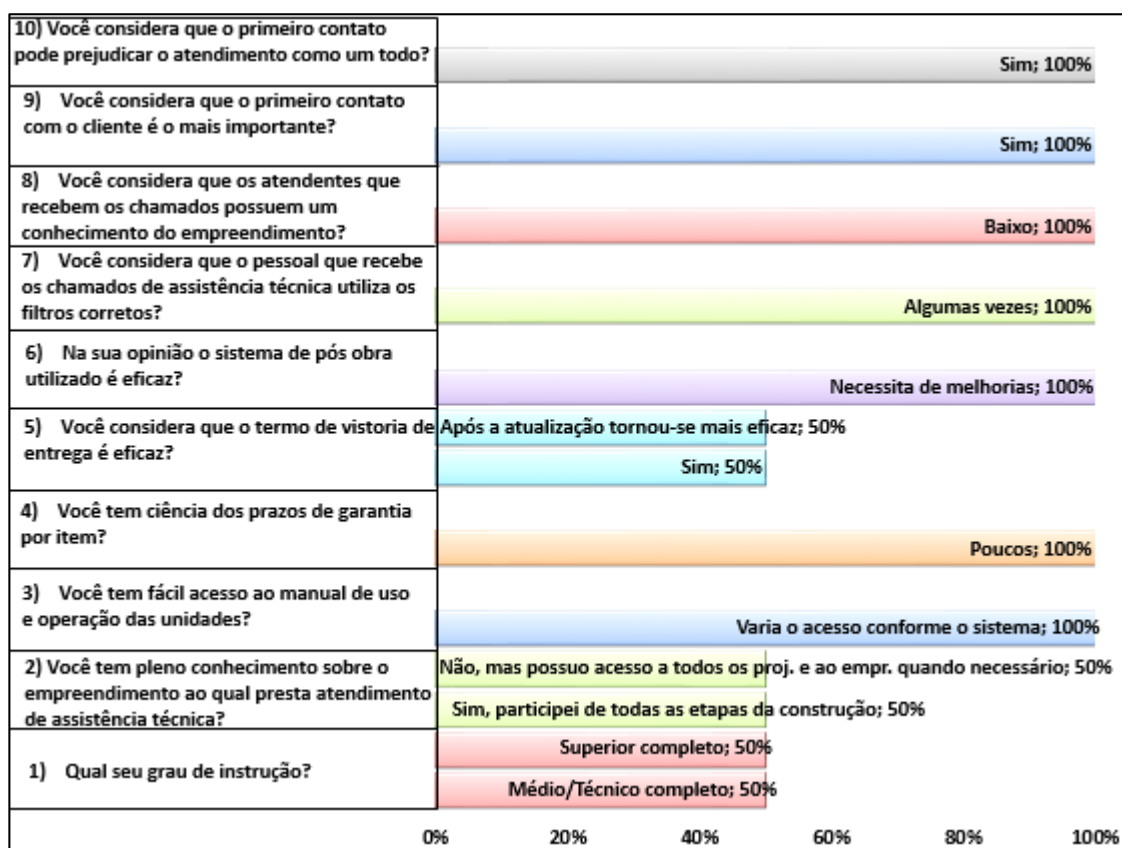 10) Você considera que o primeiro contato
pode prejudicar o atendimento como um todo?
Sim; 100%
9) Você considera que o primeiro contato
com o cliente é o mais importante?
Sim; 100%
8) Você considera que os atendentes que
recebem os chamados possuem um
conhecimento do empreendimento?
Baixo; 100%
7) Você considera que o pessoal que recebe
os chamados de assistência técnica utiliza os
filtros corretos?
Algumas vezes; 100%
6) Na sua opinião o sistema de pós obra
utilizado é eficaz?
Necessita de melhorias; 100%
5) Você considera que o termo de vistoria de
entrega é eficaz?
Após a atualização tornou-se mais eficaz; 50%
Sim; 50%
4) Você tem ciência dos prazos de garantia
por item?
Poucos; 100%
3) Você tem fácil acesso ao manual de uso
e operação das unidades?
Varia o acesso conforme o sistema; 100%
2) Você tem pleno conhecimento sobre o
empreendimento ao qual presta atendimento
de assistência técnica?
Não, mas possuo acesso a todos os proj. e ao empr. quando necessário; 50%
Sim, participei de todas as etapas da construção; 50%
1) Qual seu grau de instrução?
Superior completo; 50%
Médio/Técnico completo; 50%
0% 20% 40% 60% 80% 100%